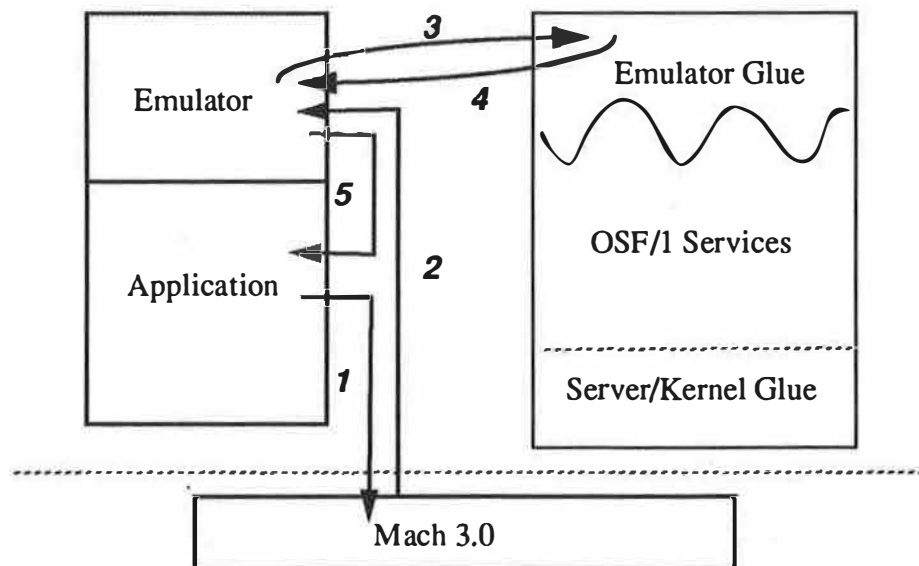 3
Emulator
4
Emulator Glue
5
OSF/1 Services
2
Application
1
Server/Kernel Glue
Mach 3.0